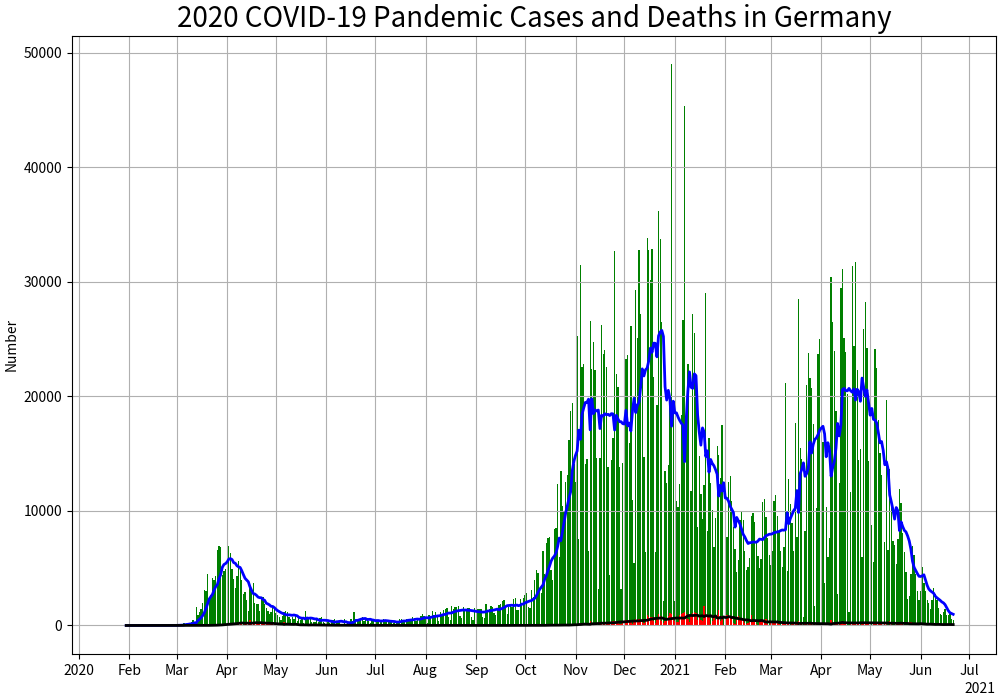 2020 COVID-19 Pandemic Cases and Deaths in Germany
50000
40000
30000
20000
10000
0
Number
2020 Feb Mar Apr May Jun Jul Aug Sep Oct Nov Dec 2021 Feb Mar Apr May Jun Jul
2021